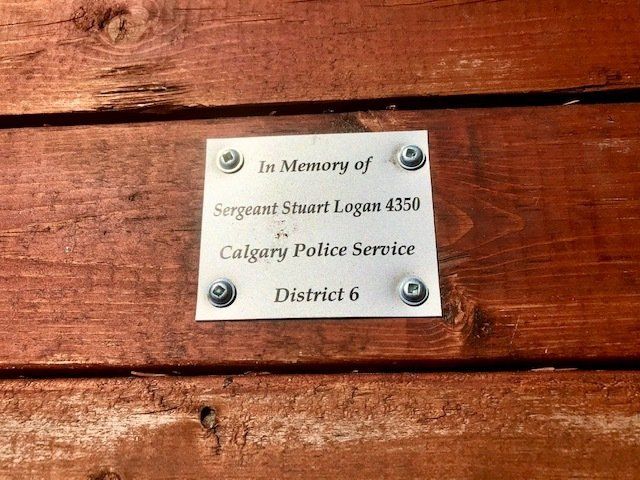 In Memory of
Sergeant Stuart Logan 4350
Calgary Police Service
District 6